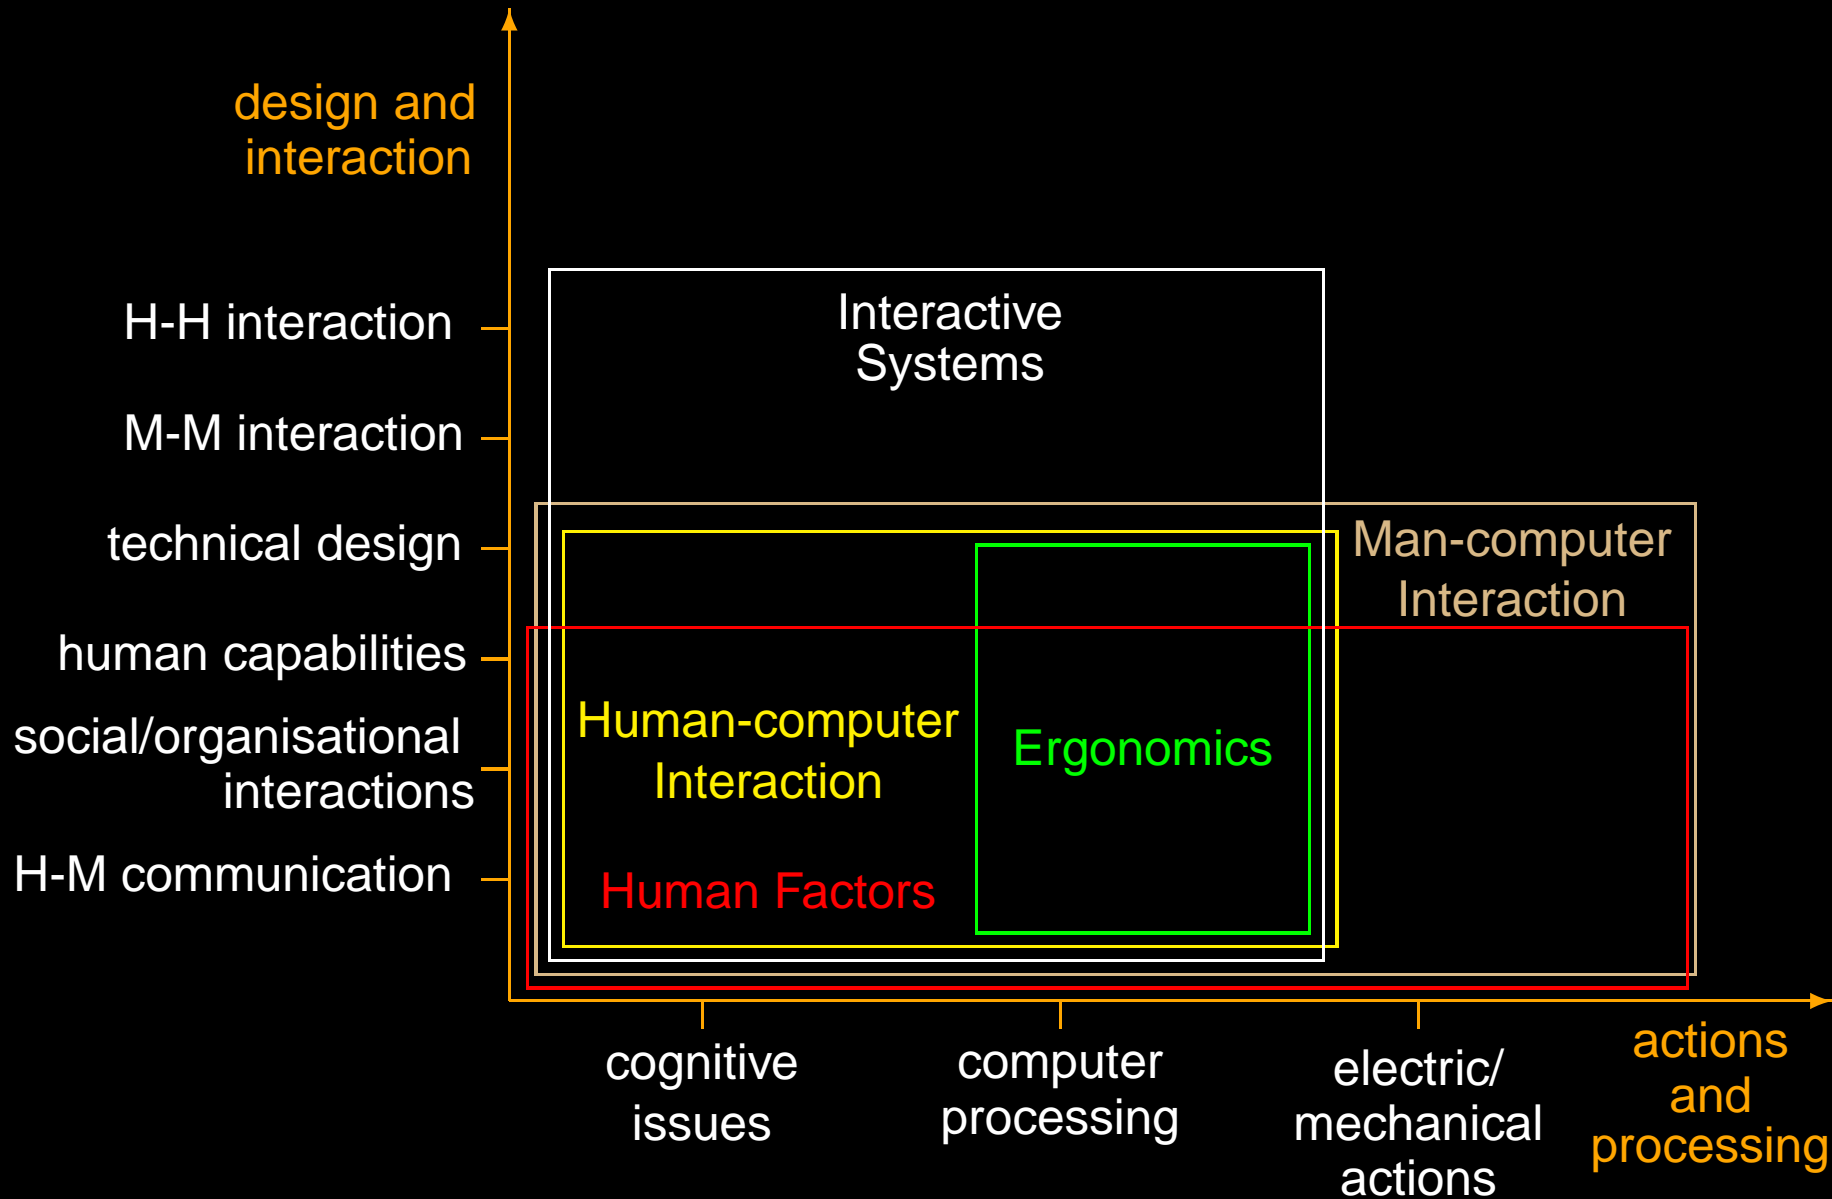 design and
interaction
H-H interaction
Interactive
Systems
M-M interaction
technical design
Man-computer
Interaction
human capabilities
social/organisational
interactions
Human-computer
Interaction
Ergonomics
H-M communication
Human Factors
cognitive
issues
computer
processing
electric/
mechanical
actions
actions
and
processing